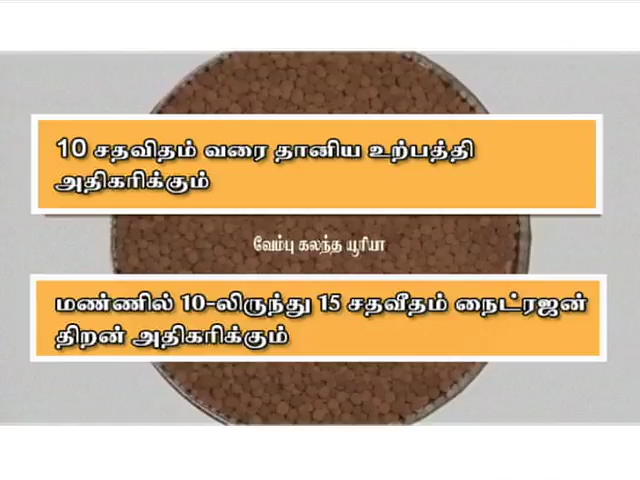 10 சதவிதம் வரை தானிய உற்பத்தி
அதிகரிக்கும்
வேம்பு கலந்த யூரியா
மண்ணில் 10-லிருந்து 15 சதவீதம் நைட்ரஜன்
திறன் அதிகரிக்கும்